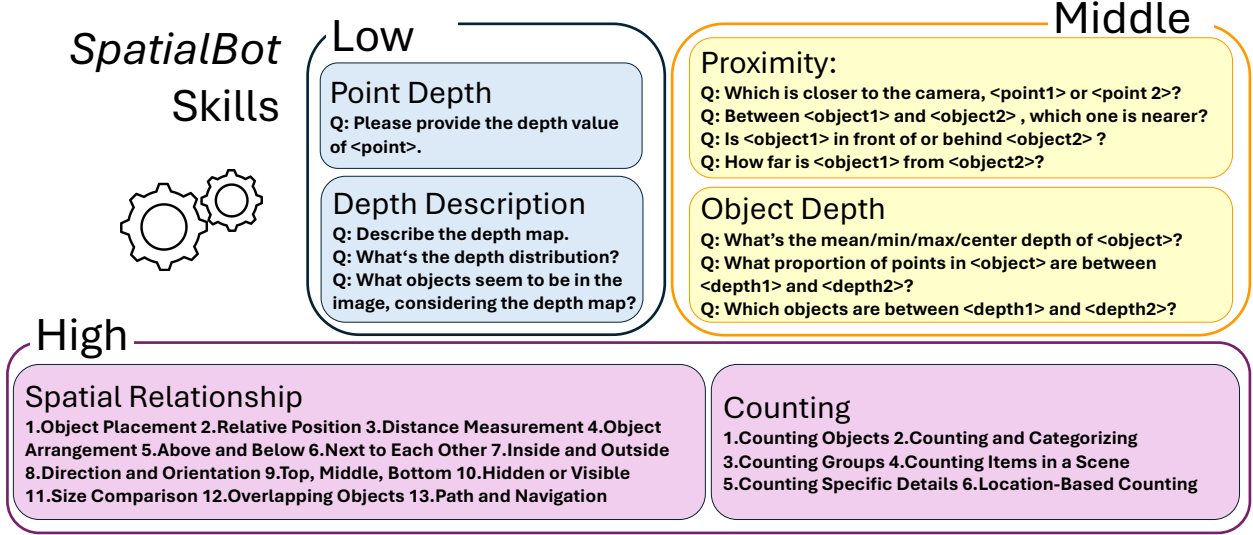 SpatialBot
Skills
Low
Point Depth
Q: Please provide the depth value
of <point>.
Depth Description
Q: Describe the depth map.
Q: What‘s the depth distribution?
Q: What objects seem to be in the
image, considering the depth map?
Middle
Proximity:
Q: Which is closer to the camera, <point1> or <point 2>?
Q: Between <object1> and <object2> , which one is nearer?
Q: Is <object1> in front of or behind <object2> ?
Q: How far is <object1> from <object2>?
Object Depth
Q: What’s the mean/min/max/center depth of <object>?
Q: What proportion of points in <object> are between
<depth1> and <depth2>?
Q: Which objects are between <depth1> and <depth2>?
High
Spatial Relationship
1.Object Placement 2.Relative Position 3.Distance Measurement 4.Object
Arrangement 5.Above and Below 6.Next to Each Other 7.Inside and Outside
8.Direction and Orientation 9.Top, Middle, Bottom 10.Hidden or Visible
11.Size Comparison 12.Overlapping Objects 13.Path and Navigation
Counting
1.Counting Objects 2.Counting and Categorizing
3.Counting Groups 4.Counting Items in a Scene
5.Counting Specific Details 6.Location-Based Counting